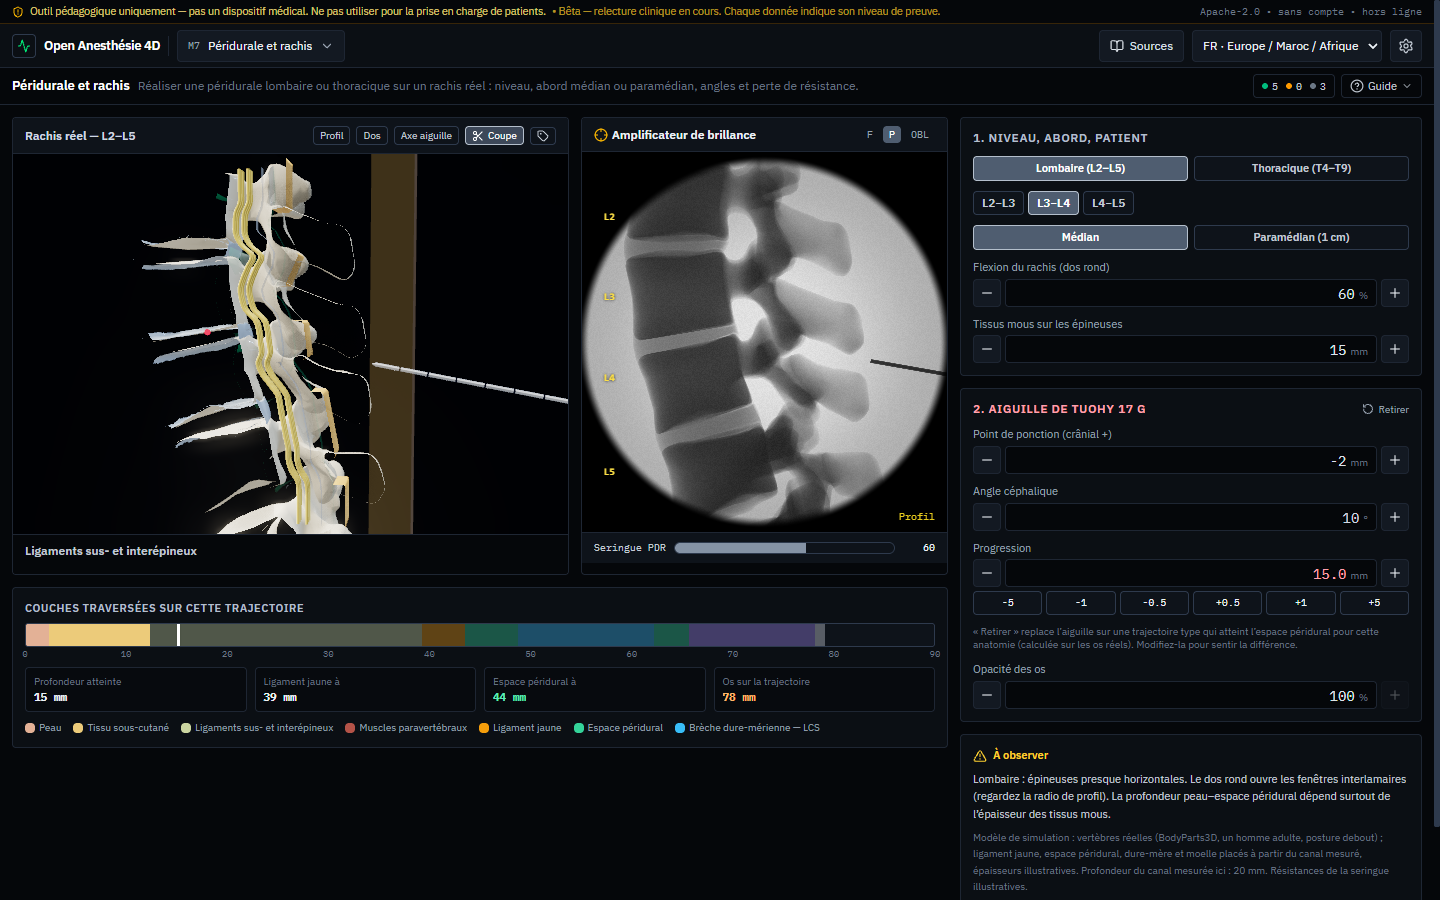 Outil pédagogique uniquement — pas un dispositif médical. Ne pas utiliser pour la prise en charge de patients. • Bêta — relecture clinique en cours. Chaque donnée indique son niveau de preuve.
Apache-2.0 • sans compte • hors ligne
Open Anesthésie 4D
M7 Péridurale et rachis
Sources
FR · Europe / Maroc / Afrique
Péridurale et rachis Réaliser une péridurale lombaire ou thoracique sur un rachis réel : niveau, abord médian ou paramédian, angles et perte de résistance.
5 0 3
Guide
Rachis réel — L2–L5
Profil
Dos
Axe aiguille
Coupe
Ligaments sus- et interépineux
Amplificateur de brillance
F P OBL
L2
L3
L4
L5
Profil
Seringue PDR 60
COUCHES TRAVERSÉES SUR CETTE TRAJECTOIRE
0 10 20 30 40 50 60 70 80 90
Profondeur atteinte
15 mm
Ligament jaune à
39 mm
Espace péridural à
44 mm
Os sur la trajectoire
78 mm
Peau Tissu sous-cutané Ligaments sus- et interépineux Muscles paravertébraux Ligament jaune Espace péridural Brèche dure-mérienne — LCS
1. NIVEAU, ABORD, PATIENT
Lombaire (L2–L5) Thoracique (T4–T9)
L2–L3 L3–L4 L4–L5
Médian Paramédian (1 cm)
Flexion du rachis (dos rond)
− 60 % +
Tissus mous sur les épineuses
− 15 mm +
2. AIGUILLE DE TUOHY 17 G
Retirer
Point de ponction (crânial +)
− -2 mm +
Angle céphalique
− 10 ° +
Progression
− 15.0 mm +
-5 -1 -0.5 +0.5 +1 +5
« Retirer » replace l'aiguille sur une trajectoire type qui atteint l'espace péridural pour cette
anatomie (calculée sur les os réels). Modifiez-la pour sentir la différence.
Opacité des os
− 100 % +
À observer
Lombaire : épineuses presque horizontales. Le dos rond ouvre les fenêtres interlamaires
(regardez la radio de profil). La profondeur peau–espace péridural dépend surtout de
l'épaisseur des tissus mous.
Modèle de simulation : vertèbres réelles (BodyParts3D, un homme adulte, posture debout) ;
ligament jaune, espace péridural, dure-mère et moelle placés à partir du canal mesuré,
épaisseurs illustratives. Profondeur du canal mesurée ici : 20 mm. Résistances de la seringue
illustratives.